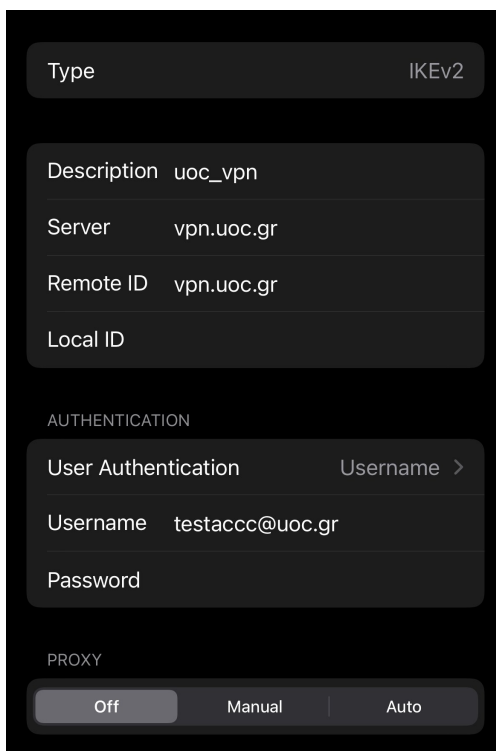 Type IKEv2
Description uoc_vpn
Server vpn.uoc.gr
Remote ID vpn.uoc.gr
Local ID
AUTHENTICATION
User Authentication Username
Username testaccc@uoc.gr
Password
PROXY
Off Manual Auto